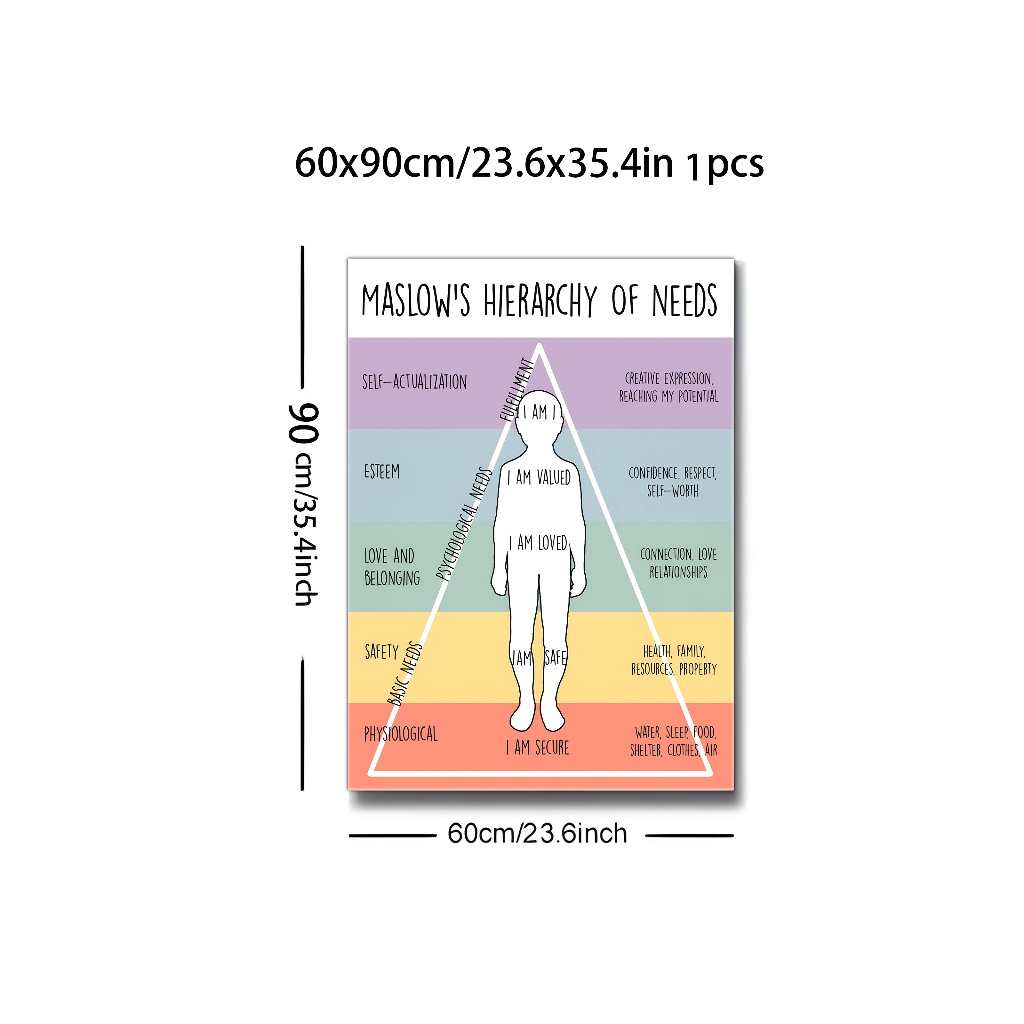 60x90cm/23.6x35.4in 1pcs
90 cm/35.4inch
MASLOW'S HIERARCHY OF NEEDS
SELF-ACTUALIZATION
FULFILLMENT
I AM I
CREATIVE EXPRESSION,
REACHING MY POTENTIAL
ESTEEM
PSYCHOLOGICAL NEEDS
I AM VALUED
CONFIDENCE, RESPECT,
SELF-WORTH
LOVE AND
BELONGING
I AM LOVED
CONNECTION, LOVE
RELATIONSHIPS
SAFETY
BASIC NEEDS
I AM SAFE
HEALTH, FAMILY,
RESOURCES, PROPERTY
PHYSIOLOGICAL
I AM SECURE
WATER, SLEEP, FOOD,
SHELTER, CLOTHES, AIR
60cm/23.6inch